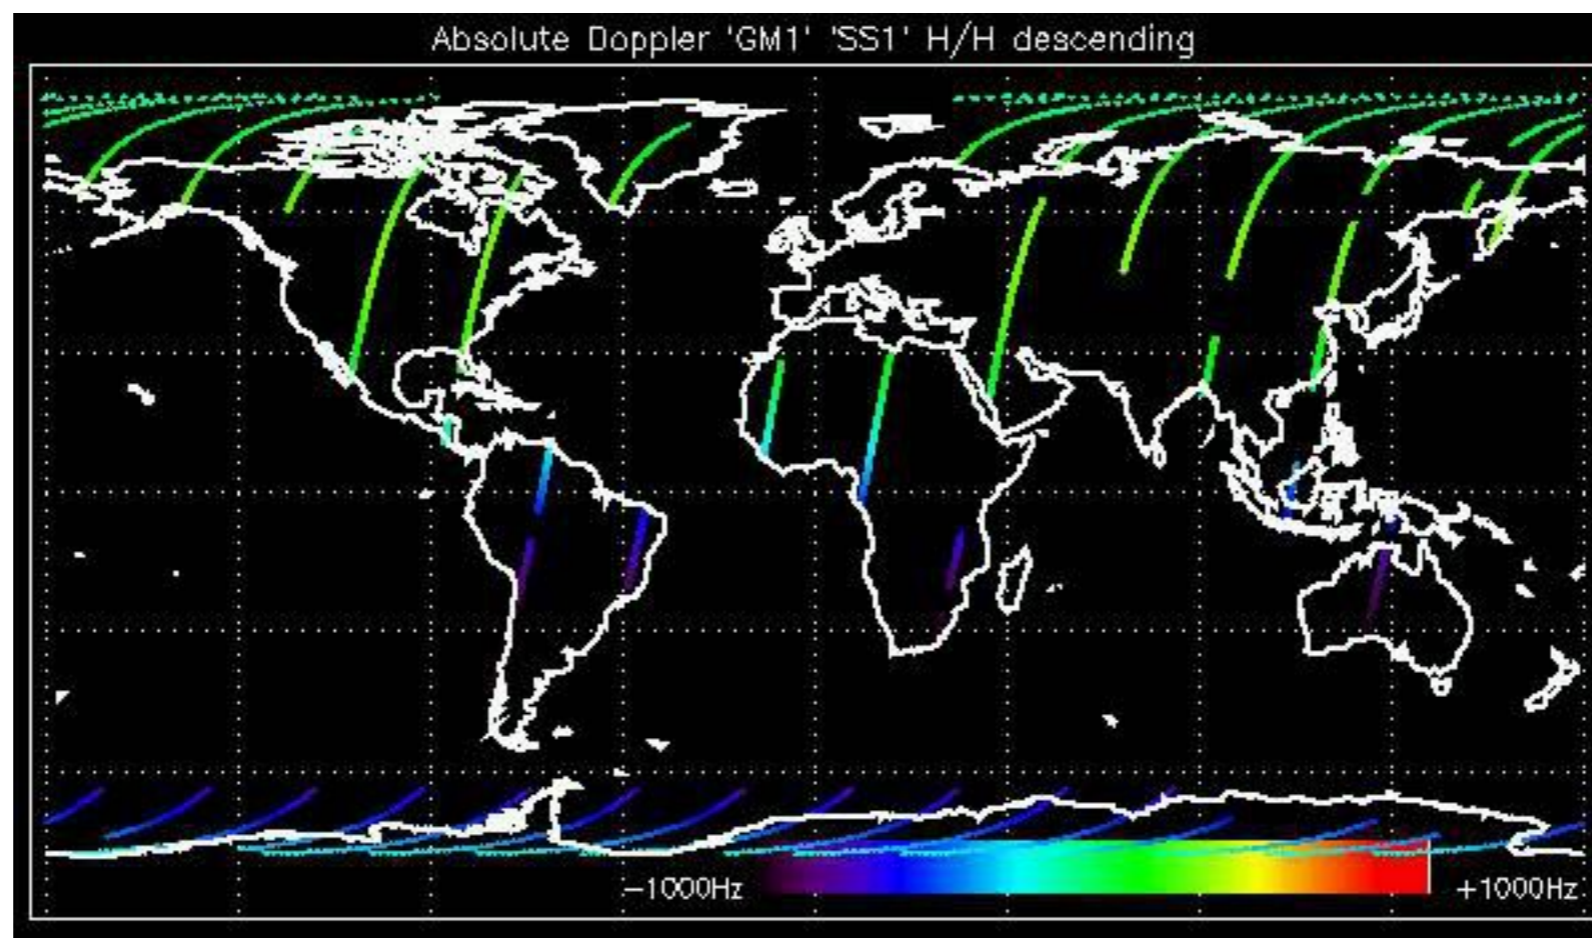 Absolute Doppler 'GM1' 'SS1' H/H descending
-1000Hz
+1000Hz